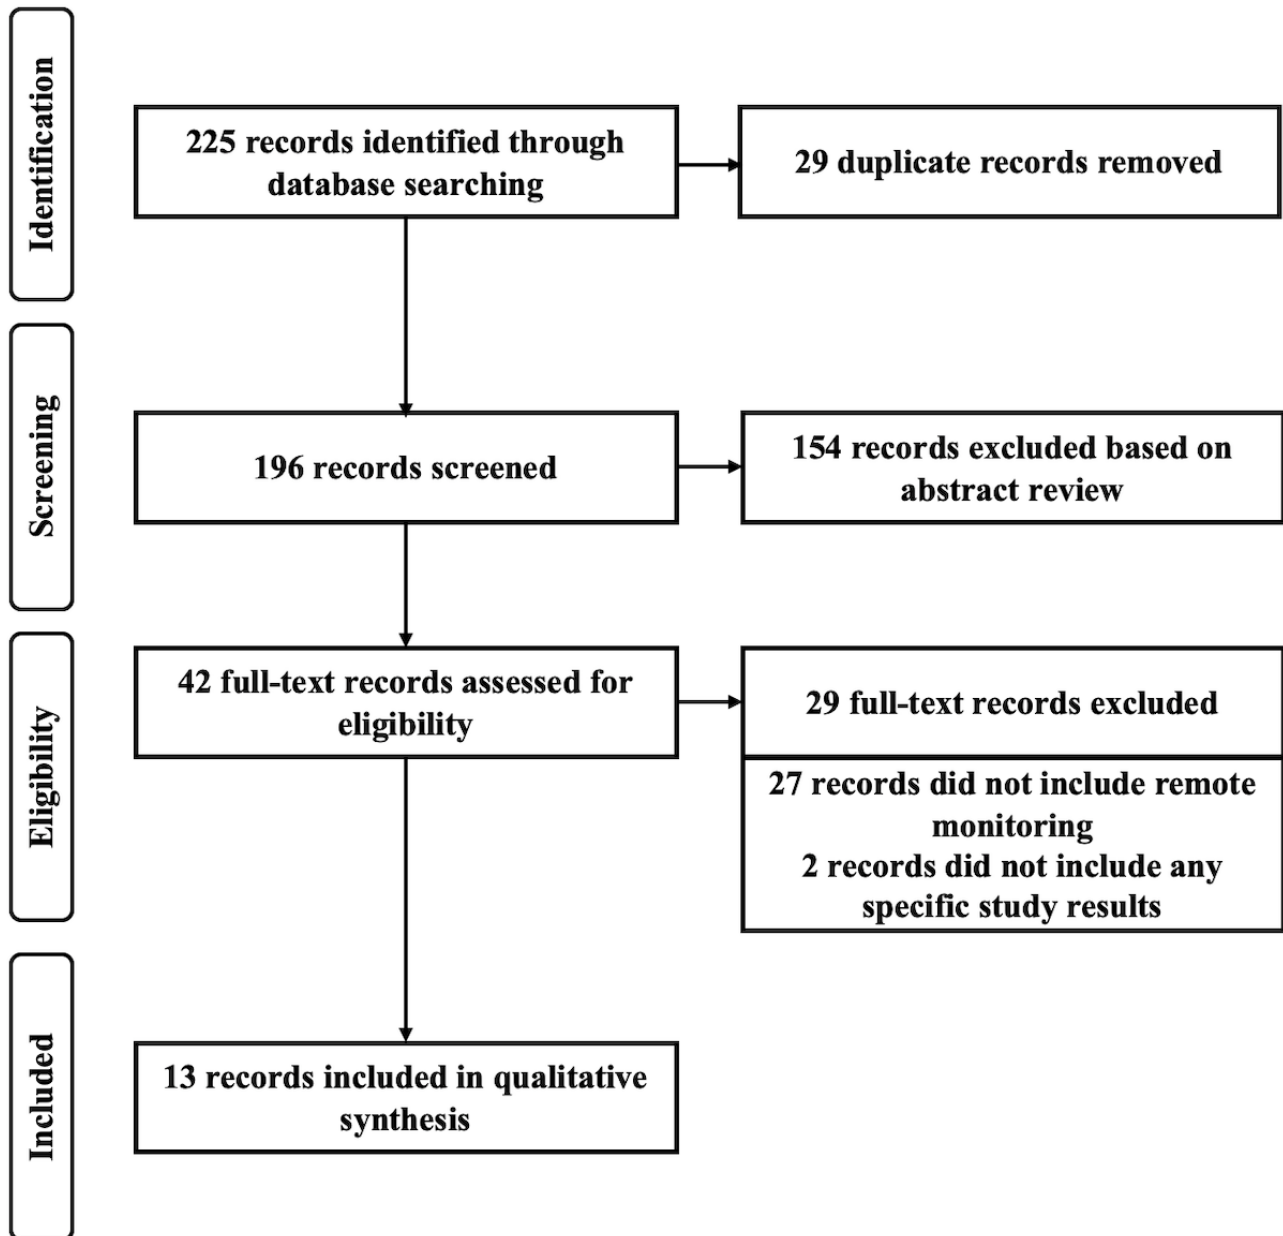 Identification
225 records identified through
database searching
29 duplicate records removed
Screening
196 records screened
154 records excluded based on
abstract review
Eligibility
42 full-text records assessed for
eligibility
29 full-text records excluded
27 records did not include remote
monitoring
2 records did not include any
specific study results
Included
13 records included in qualitative
synthesis